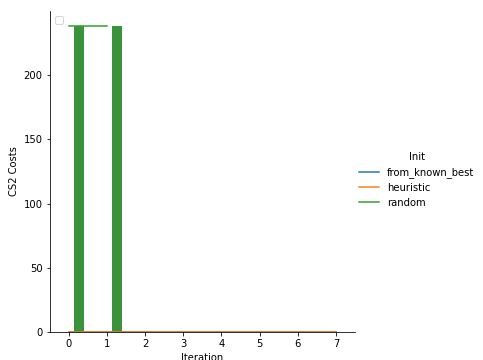 200
150
100
50
0
CS2 Costs
0 1 2 3 4 5 6 7
Iteration
Init
from_known_best
heuristic
random